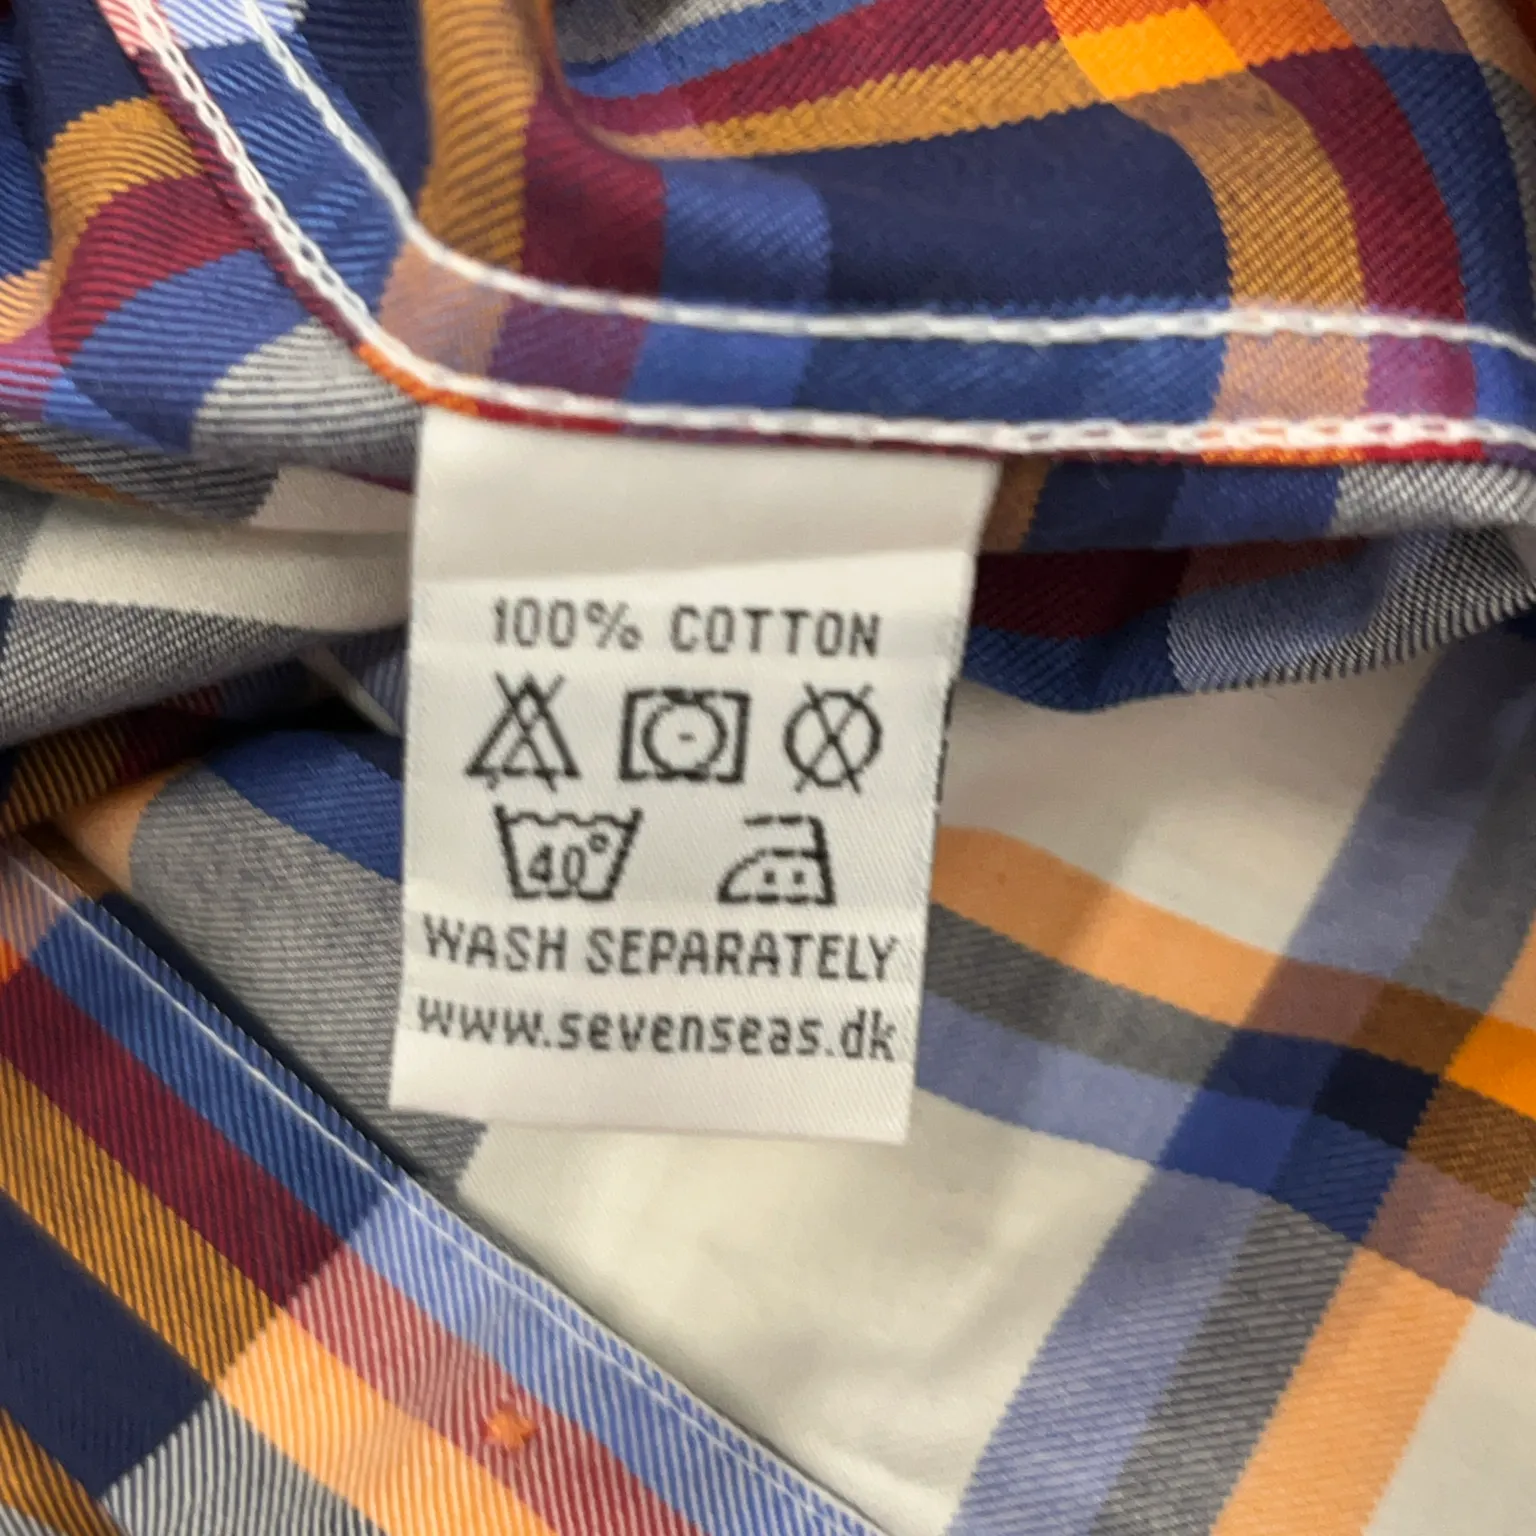 100% COTTON
40°
WASH SEPARATELY
www.sevenseas.dk